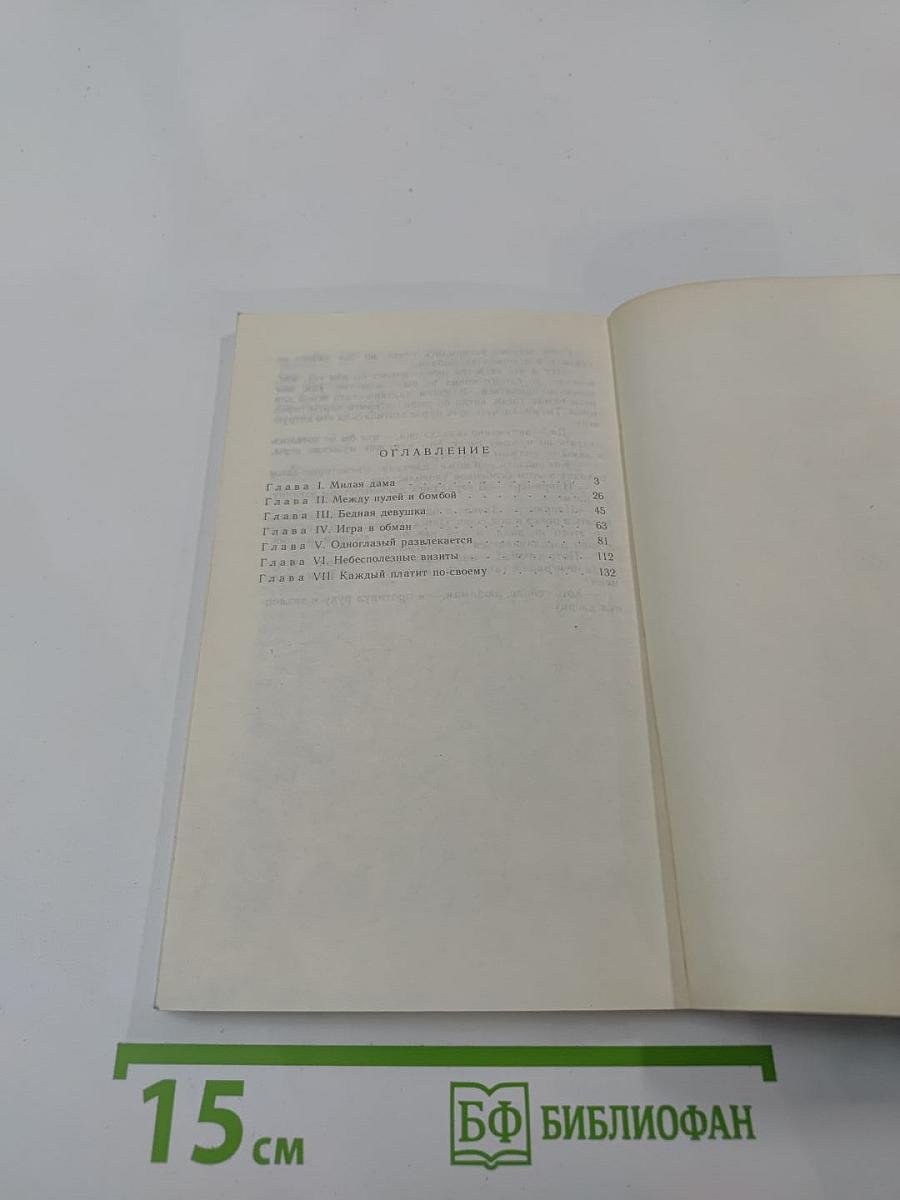 ОГЛАВЛЕНИЕ
Глава I. Милая дама . . . . . . . . . . . . 3
Глава II. Между пулей и бомбой . . . . . . . . 26
Глава III. Бедная девушка . . . . . . . . . . 45
Глава IV. Игра в обман . . . . . . . . . . . 63
Глава V. Одноглазый развлекается . . . . . . . 81
Глава VI. Небесполезные визиты . . . . . . . . 112
Глава VII. Каждый платит по-своему . . . . . . 132
15 см
БФ БИБЛИОФАН